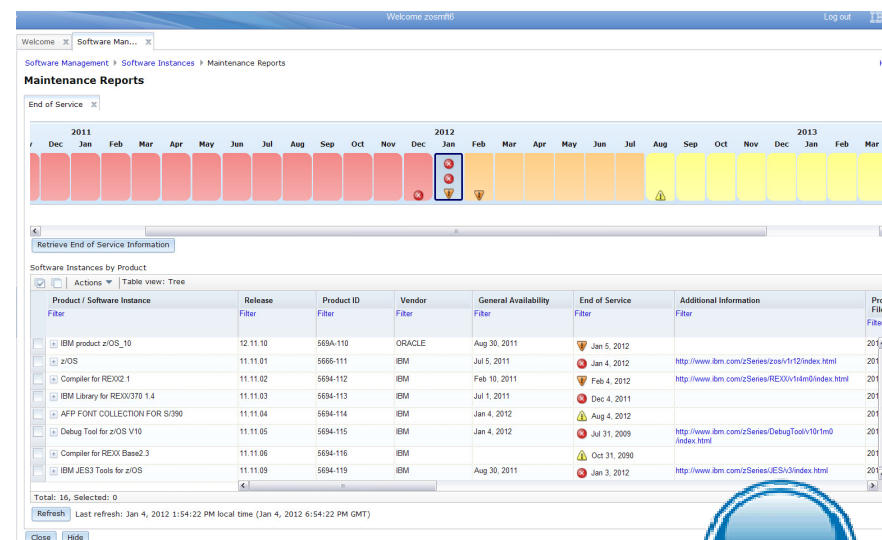 Welcome zosmft6 Log out IB
Welcome Software Man...
Software Management Software Instances Maintenance Reports
Maintenance Reports
End of Service
2011 2012 2013
Dec Jan Feb Mar Apr May Jun Jul Aug Sep Oct Nov Dec Jan Feb Mar Apr May Jun Jul Aug Sep Oct Nov Dec Jan Feb Mar
Retrieve End of Service Information
Software Instances by Product
Actions Table view: Tree
Product / Software Instance Release Product ID Vendor General Availability End of Service Additional Information Pro
File
Filter Filter Filter Filter Filter Filter Filter
Filte
IBM product z/OS_10 12.11.10 569A-110 ORACLE Aug 30, 2011 Jan 5, 2012 201
z/OS 11.11.01 5666-111 IBM Jul 5, 2011 Jan 4, 2012 http://www.ibm.com/zSeries/zos/v1r12/index.html 201
Compiler for REXX2.1 11.11.02 5694-112 IBM Feb 10, 2011 Feb 4, 2012 http://www.ibm.com/zSeries/REXX/v1r4m0/index.html 201
IBM Library for REXX/370 1.4 11.11.03 5694-113 IBM Jul 1, 2011 Dec 4, 2011 201
AFP FONT COLLECTION FOR S/390 11.11.04 5694-114 IBM Jan 4, 2012 Aug 4, 2012 201
Debug Tool for z/OS V10 11.11.05 5694-115 IBM Jan 4, 2012 Jul 31, 2009 http://www.ibm.com/zSeries/DebugTool/v10r1m0 201
/index.html
Compiler for REXX Base2.3 11.11.06 5694-116 IBM Oct 31, 2090 201
IBM JES3 Tools for z/OS 11.11.09 5694-119 IBM Aug 30, 2011 Jan 3, 2012 http://www.ibm.com/zSeries/JES/v3/index.html 201
Total: 16, Selected: 0
Refresh Last refresh: Jan 4, 2012 1:54:22 PM local time (Jan 4, 2012 6:54:22 PM GMT)
Close Hide